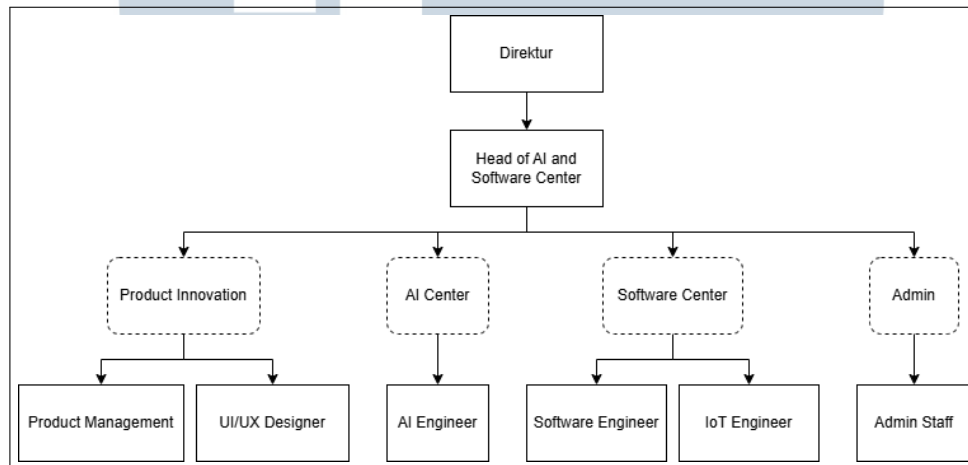 Direktur
Head of AI and
Software Center
Product Innovation
AI Center
Software Center
Admin
Product Management
UI/UX Designer
AI Engineer
Software Engineer
IoT Engineer
Admin Staff